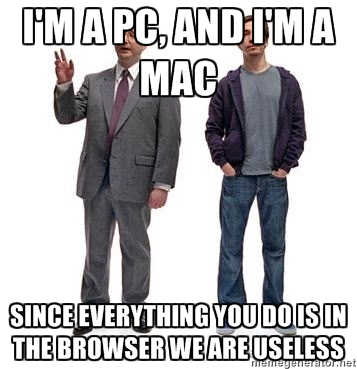 I'M A PC, AND I'M A
MAC
SINCE EVERYTHING YOU DO IS IN
THE BROWSER WE ARE USELESS
memegenerator.net